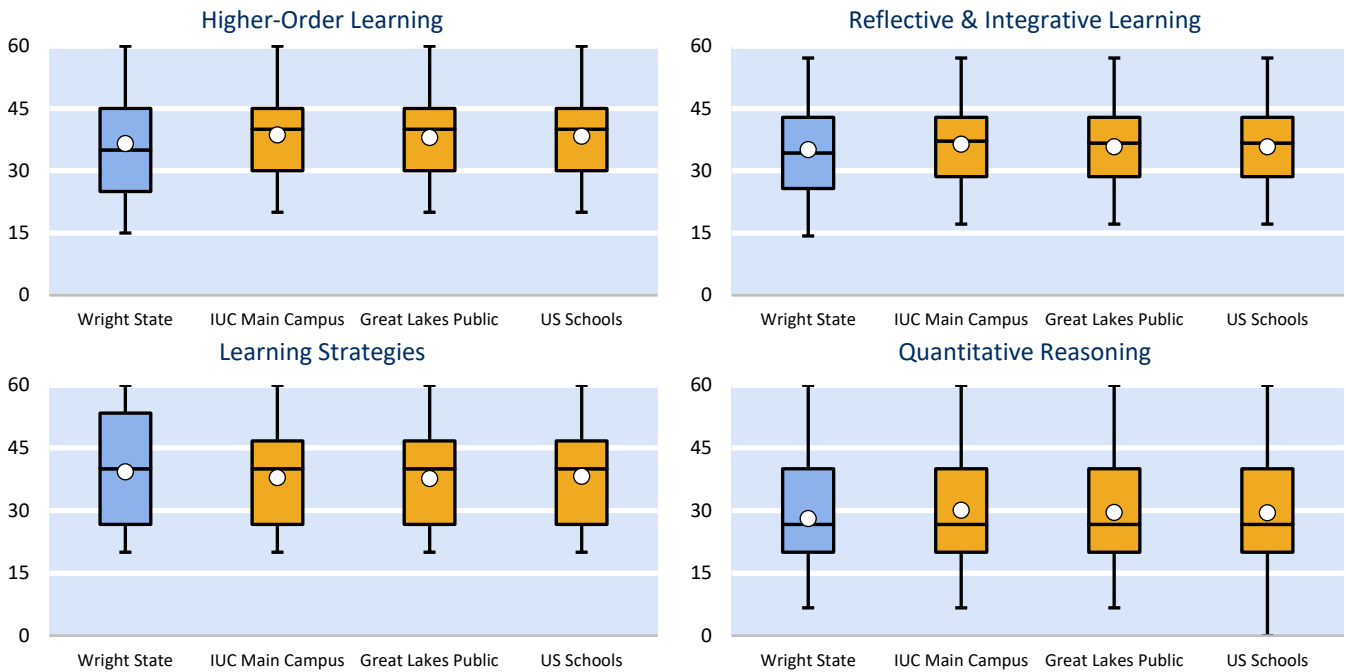 Higher-Order Learning
60
45
30
15
0
Wright State IUC Main Campus Great Lakes Public US Schools
Reflective & Integrative Learning
60
45
30
15
0
Wright State IUC Main Campus Great Lakes Public US Schools
Learning Strategies
60
45
30
15
0
Wright State IUC Main Campus Great Lakes Public US Schools
Quantitative Reasoning
60
45
30
15
0
Wright State IUC Main Campus Great Lakes Public US Schools